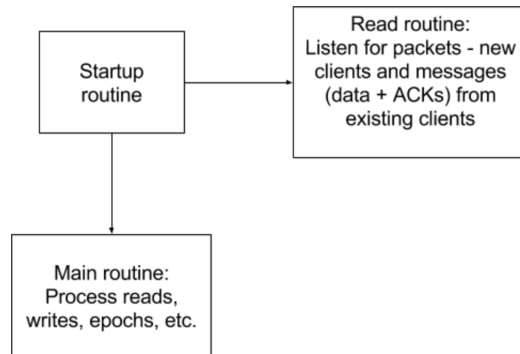 Startup
routine
Read routine:
Listen for packets - new
clients and messages
(data + ACKs) from
existing clients
Main routine:
Process reads,
writes, epochs, etc.